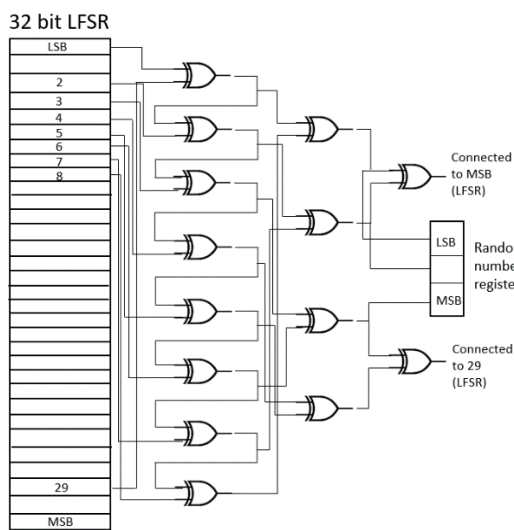 32 bit LFSR
LSB
2
3
4
5
6
7
8
29
MSB
Connected
to MSB
(LFSR)
LSB
MSB
Rando
numbe
registe
Connected
to 29
(LFSR)